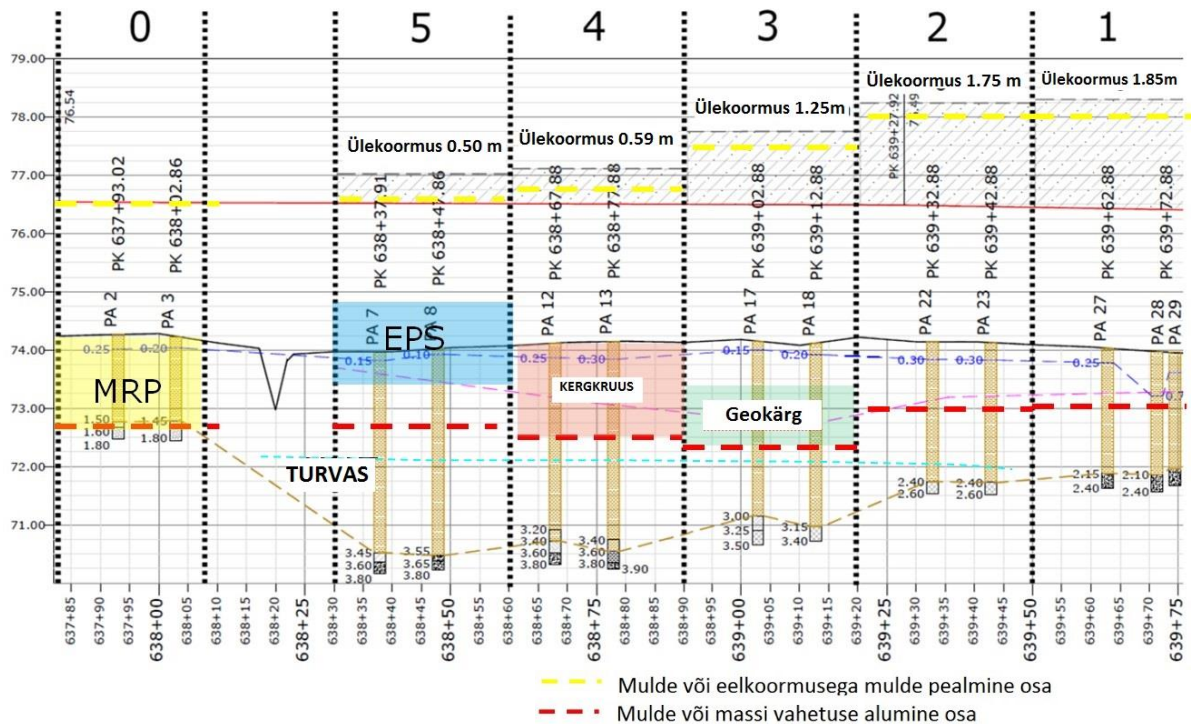 0 5 4 3 2 1
79.00
78.00
77.00
76.00
75.00
74.00
73.00
72.00
71.00
76.54
Ülekoormus 0.50 m
Ülekoormus 0.59 m
Ülekoormus 1.25m
Ülekoormus 1.75 m
Ülekoormus 1.85m
PK 639+27.92
PK 637+93.02
PK 638+02.86
PK 638+37.91
PK 638+47.86
PK 638+67.88
PK 638+77.88
PK 639+02.88
PK 639+12.88
PK 639+32.88
PK 639+42.88
PK 639+62.88
PK 639+72.88
PA 2
PA 3
PA 7
PA 8
PA 12
PA 13
PA 17
PA 18
PA 22
PA 23
PA 27
PA 28
PA 29
0.25 0.20 0.15 0.10 0.25 0.30 0.15 0.20 0.30 0.30 0.25
MRP
EPS
KERGKRUUS
Geokärg
TURVAS
1.50
1.60
1.80
1.45
1.80
3.45
3.60
3.80
3.55
3.65
3.80
3.20
3.40
3.60
3.80
3.40
3.60
3.80
3.90
3.00
3.25
3.50
3.15
3.40
2.40
2.60
2.40
2.60
2.15
2.40
2.10
2.40
637+85
637+90
637+95
638+00
638+05
638+10
638+15
638+25
638+30
638+35
638+40
638+45
638+50
638+55
638+60
638+65
638+70
638+75
638+80
638+85
638+90
638+95
639+00
639+05
639+10
639+15
639+20
639+25
639+30
639+35
639+40
639+45
639+50
639+55
639+60
639+65
639+70
639+75
Mulde või eelkoormusega mulde pealmine osa
Mulde või massi vahetuse alumine osa